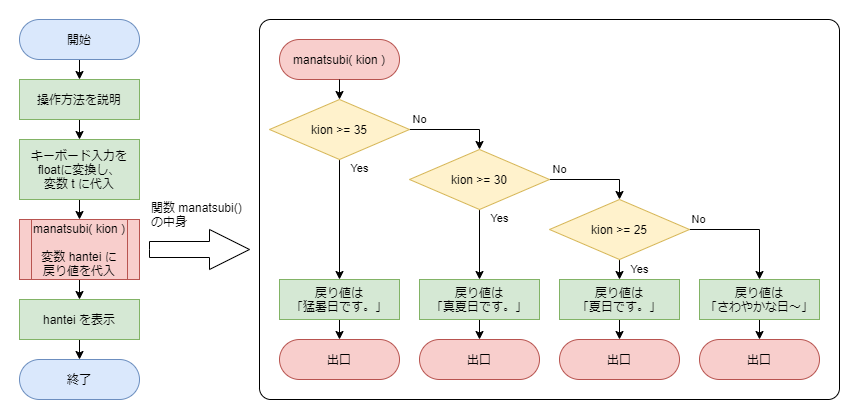 開始
操作方法を説明
キーボード入力を
floatに変換し、
変数 t に代入
manatsubi( kion )
変数 hantei に
戻り値を代入
hantei を表示
終了
関数 manatsubi()
の中身
manatsubi( kion )
kion >= 35
No
Yes
kion >= 30
No
Yes
kion >= 25
No
Yes
戻り値は
「猛暑日です。」
戻り値は
「真夏日です。」
戻り値は
「夏日です。」
戻り値は
「さわやかな日～」
出口
出口
出口
出口